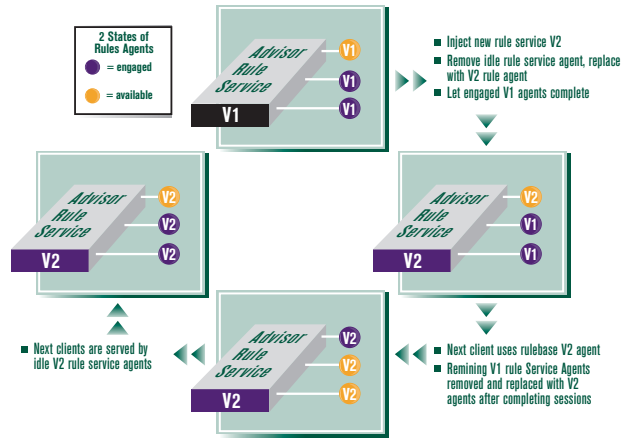 2 States of
Rules Agents
= engaged
= available
Advisor
Rule
Service
V1
V1
V1
V1
■ Inject new rule service V2
■ Remove idle rule service agent, replace
with V2 rule agent
■ Let engaged V1 agents complete
Advisor
Rule
Service
V2
V2
V2
V2
Advisor
Rule
Service
V2
V1
V1
V2
■ Next clients are served by
idle V2 rule service agents
Advisor
Rule
Service
V2
V2
V2
V2
■ Next client uses rulebase V2 agent
■ Remining V1 rule Service Agents
removed and replaced with V2
agents after completing sessions